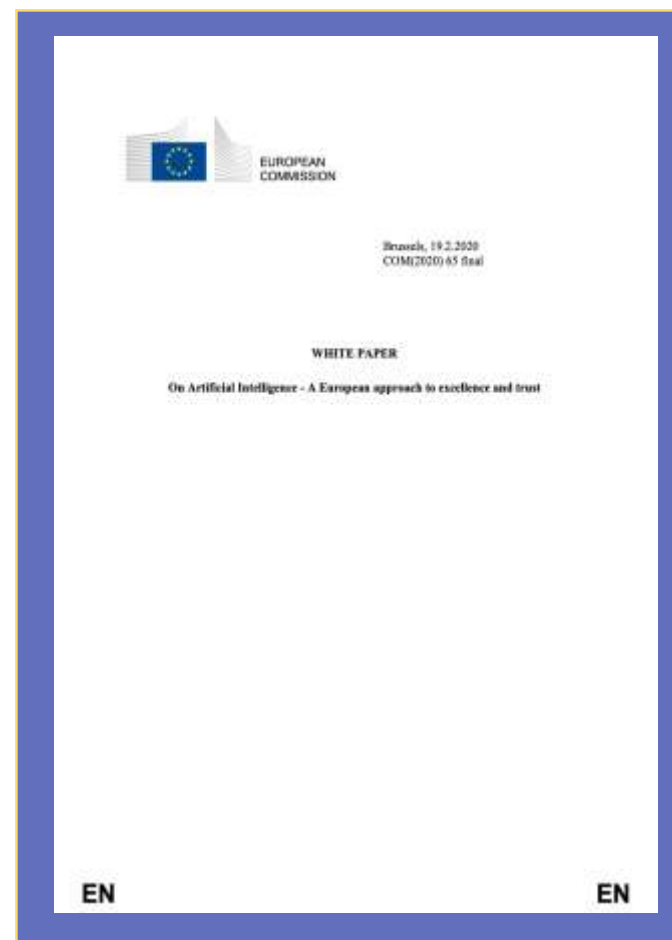 EUROPEAN
COMMISSION
Brussels, 19.2.2020
COM(2020) 65 final
WHITE PAPER
On Artificial Intelligence - A European approach to excellence and trust
EN EN